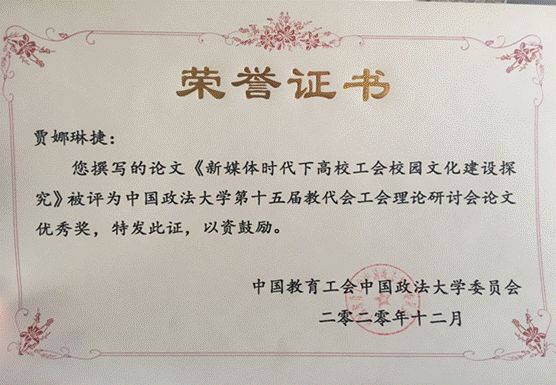 荣誉证书
贾娜琳捷：
您撰写的论文《新媒体时代下高校工会校园文化建设探
究》被评为中国政法大学第十五届教代会工会理论研讨会论文
优秀奖，特发此证，以资鼓励。
中国教育工会中国政法大学委员会
二零二零年十二月